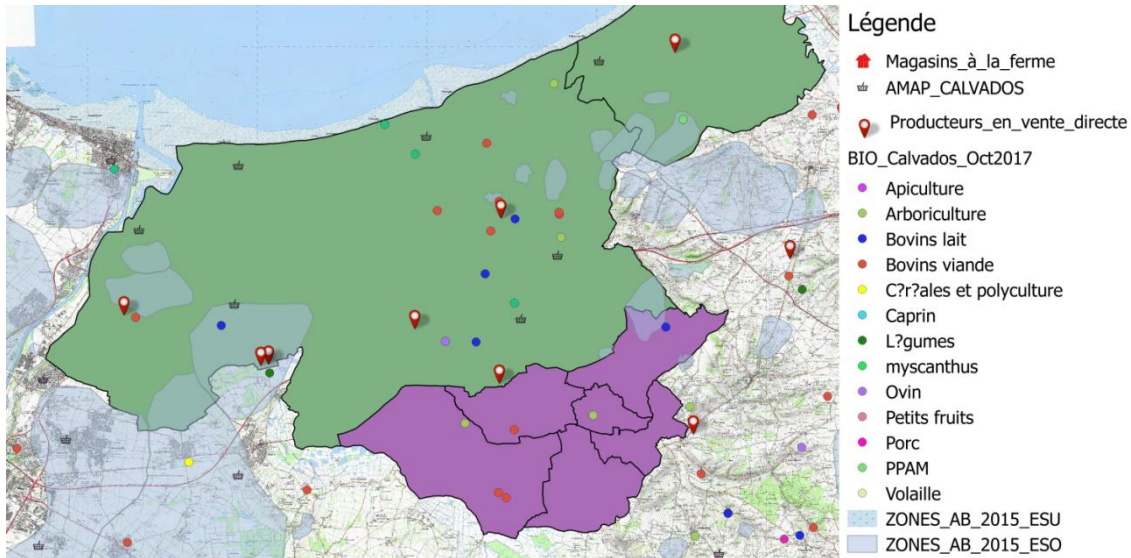 Légende
Magasins_à_la_ferme
AMAP_CALVADOS
Producteurs_en_vente_directe
BIO_Calvados_Oct2017
Apiculture
Arboriculture
Bovins lait
Bovins viande
C?r?ales et polyculture
Caprin
L?gumes
myscanthus
Ovin
Petits fruits
Porc
PPAM
Volaille
ZONES_AB_2015_ESU
ZONES_AB_2015_ESO